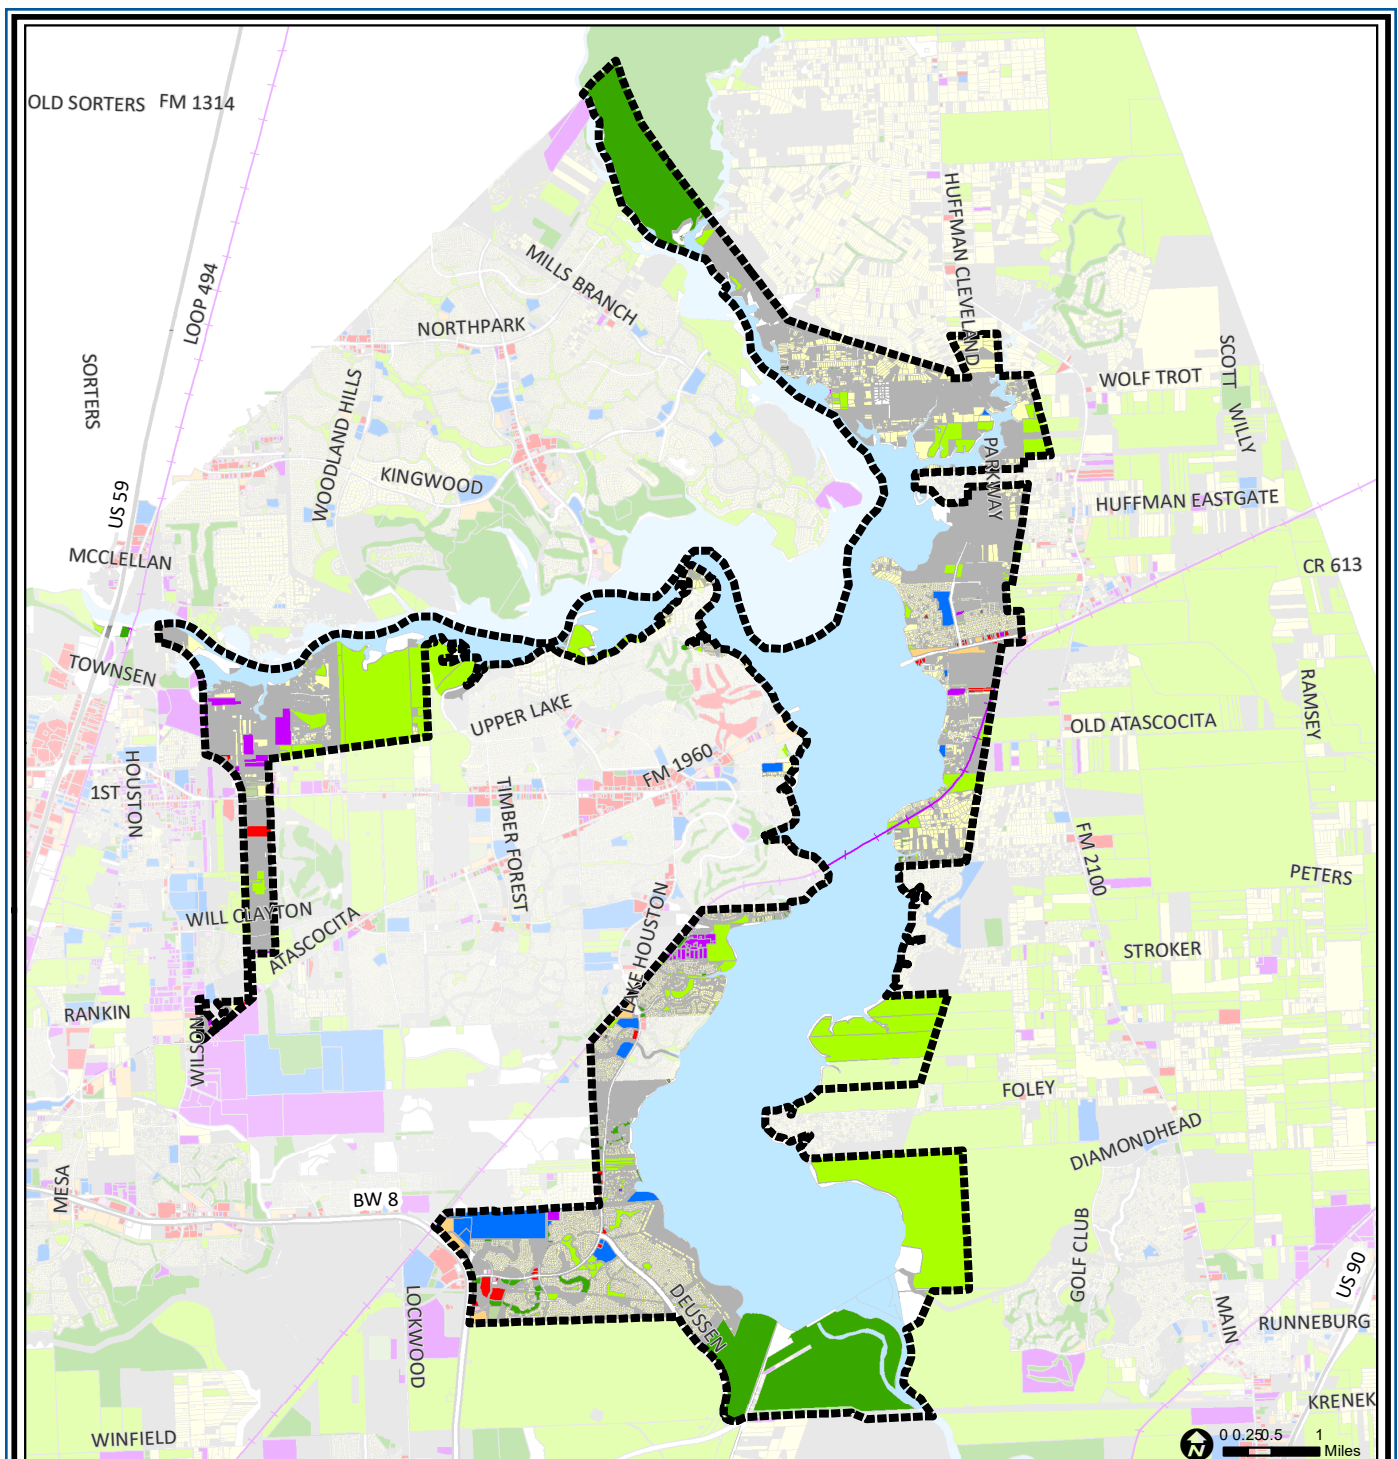 OLD SORTERS
FM 1314
HUFFMAN CLEVELAND
LOOP 494
MILLS BRANCH
NORTHPARK
SORTERS
SCOTT
WOLF TROT
WOODLAND HILLS
WILLY
KINGWOOD
PARKWAY
US 59
HUFFMAN EASTGATE
MCCLELLAN
CR 613
TOWNSEN
UPPER LAKE
RAMSEY
OLD ATASCOCITA
HOUSTON
FM 1960
1ST
TIMBER FOREST
FM 2100
PETERS
WILL CLAYTON
ATASCOCITA
LAKE HOUSTON
STROKER
RANKIN
WILSON
FOLEY
DIAMONDHEAD
MESA
BW 8
GOLF CLUB
US 90
LOCKWOOD
DEUSSEN
MAIN
RUNNEBURG
KRENEK
WINFIELD
N
0 0.25 0.5 1
Miles